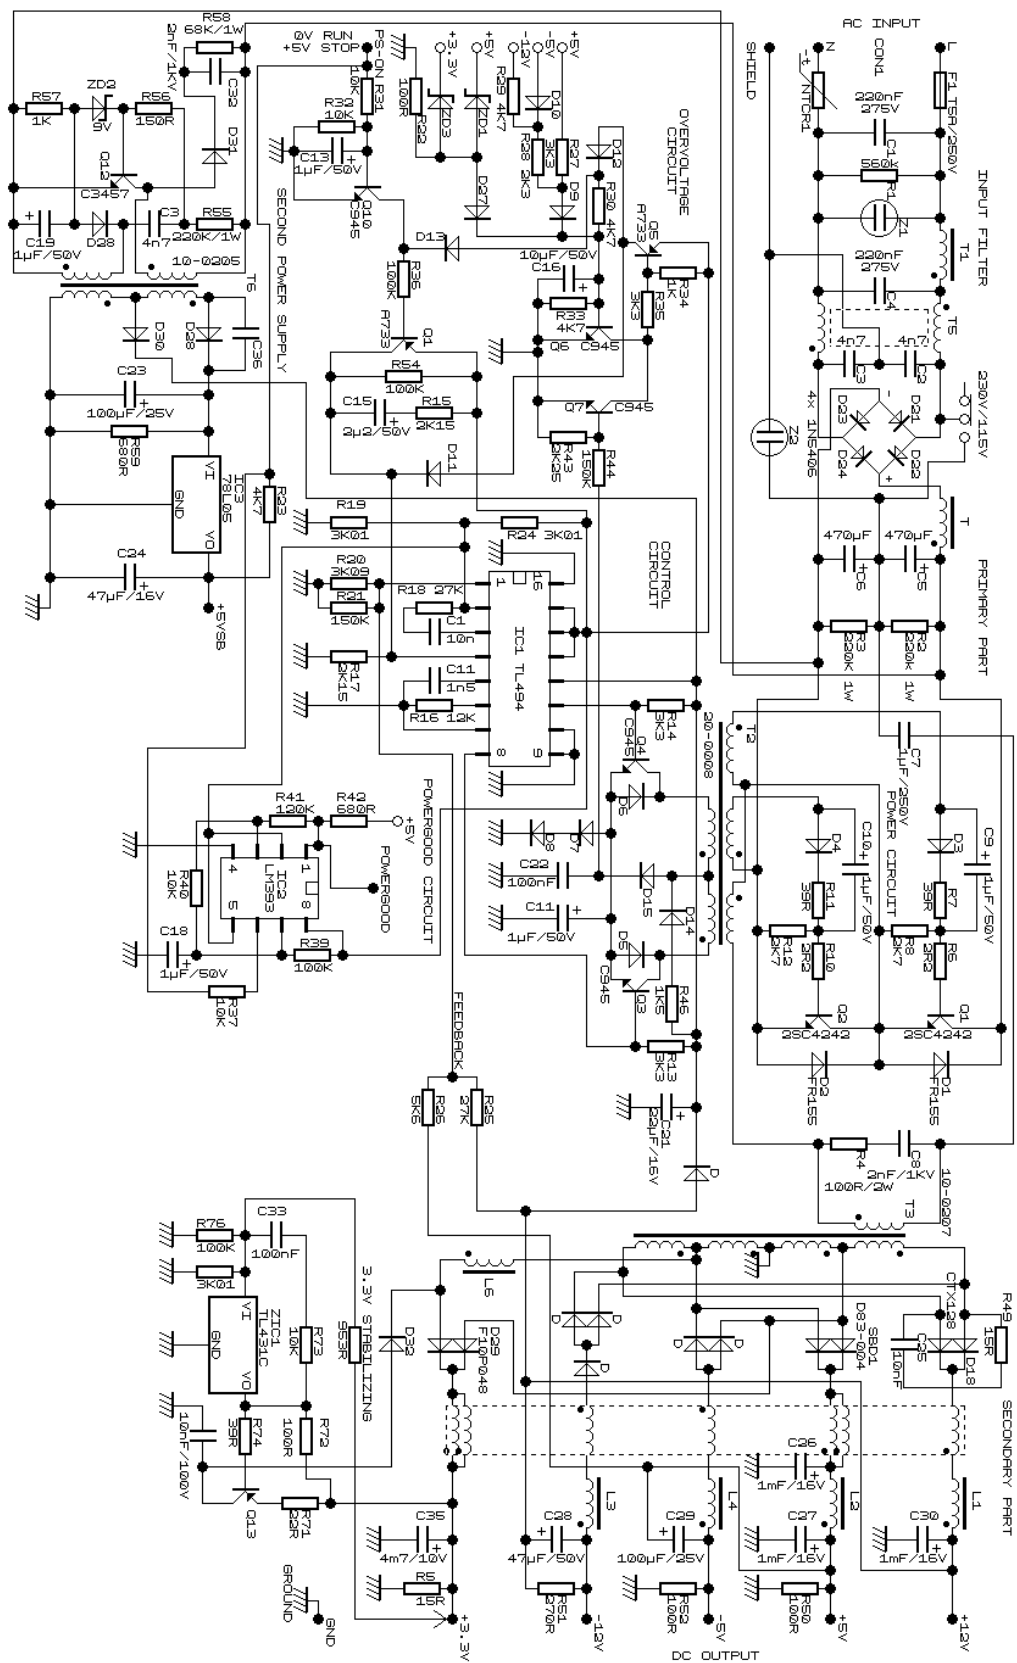 AC INPUT
CON1
Z
L
SHIELD
NTCR1
F1 T5A/250V
220nF
275V
C1
560k
R1
Z1
INPUT FILTER
T1
220nF
275V
C4
T5
4n7
4n7
C3
C2
230V/115V
D23
D21
D24
D22
4x 1N5406
Z2
T
470µF
470µF
C6
C5
PRIMARY PART
R3
220K 1W
R2
220K 1W
R58
68K/1W
2nF/1KV
C32
R57
1K
ZD2
9V
R56
150R
D31
Q12
C3457
C19
1µF/50V
D28
C3
4n7
R55
220K/1W
10-0205
T6
SECOND POWER SUPPLY
D30
D28
C36
C23
100µF/25V
R59
680R
IC3
78L05
VI
GND
VO
R23
4K7
C24
47µF/16V
+5VSB
0V RUN
+5V STOP
PS-ON
R31
10K
R32
10K
C13
1µF/50V
Q10
C945
R22
100R
+3.3V
+5V
-12V
-5V
+5V
ZD3
ZD1
R29 4K7
D10
R28 2K3
R27
3K3
D27
D9
D12
R30 4K7
OVERVOLTAGE
CIRCUIT
Q5
A733
R34
1K
R35
3K3
10µF/50V
C16
R33
4K7
C945
Q6
D13
R36
100K
Q1
A733
R54
100K
C15
2µ2/50V
R15
2K15
D11
Q7
C945
R43
2K25
R44
150K
R19
3K01
R24
3K01
CONTROL
CIRCUIT
R20
3K09
R21
150K
R18 27K
C1
10n
R17
2K15
C11
1n5
R16 12K
1
16
IC1 TL494
8
9
R14
3K3
Q4
C945
20-0008
T2
D6
D8
D7
C22
100nF
D15
D14
C11
1µF/50V
D5
C945
Q3
R46
1K5
R13
3K3
C21
22µF/16V
D
C7
1µF/250V
POWER CIRCUIT
C10
1µF/50V
D4
R11
39R
C9
1µF/50V
D3
R7
39R
R12
2K7
R10
2R2
R8
2K7
R6
2R2
Q2
2SC4242
Q1
2SC4242
D2
FR155
D1
FR155
R4
100R/2W
C8
2nF/1KV
10-0207
T3
POWERGOOD CIRCUIT
R42
680R
+5V
R41
120K
POWERGOOD
R40
10K
IC2
LM393
1
8
4
5
C18
1µF/50V
R39
100K
R37
10K
FEEDBACK
R26
5K6
R25
27K
L6
R76
100K
C33
100nF
3K01
VI
GND
VO
ZIC1
TL431C
R73
10K
953R
3.3V STABILIZING
D32
D29
F10P048
D
D
D
D
D
SBD1
D83-004
CTX128
R49
15R
C25
10nF
D18
SECONDARY PART
10nF/100V
R74
39R
R72
100R
Q13
R71
22R
C35
4m7/10V
R5
15R
+3.3V
GROUND
GND
C28
47µF/50V
L3
R51
270R
-12V
C29
100µF/25V
L4
R52
100R
-5V
C26
1mF/16V
C27
1mF/16V
L2
R50
100R
+5V
C30
1mF/16V
L1
+12V
DC OUTPUT